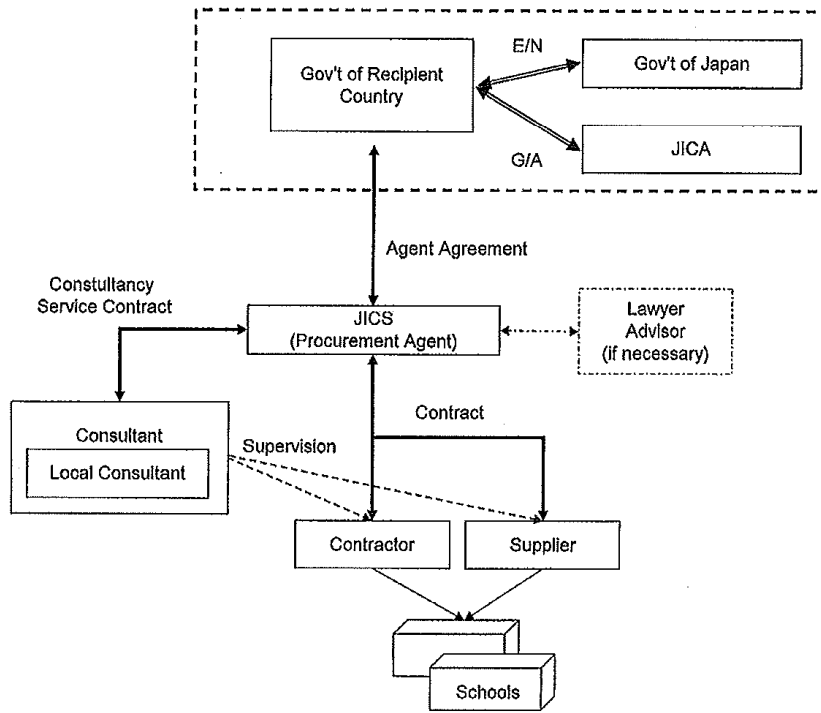 E/N
Gov't of Recipient
Country
Gov't of Japan
G/A
JICA
Agent Agreement
Constultancy
Service Contract
JICS
(Procurement Agent)
Lawyer
Advisor
(if necessary)
Contract
Consultant
Supervision
Local Consultant
Contractor
Supplier
Schools